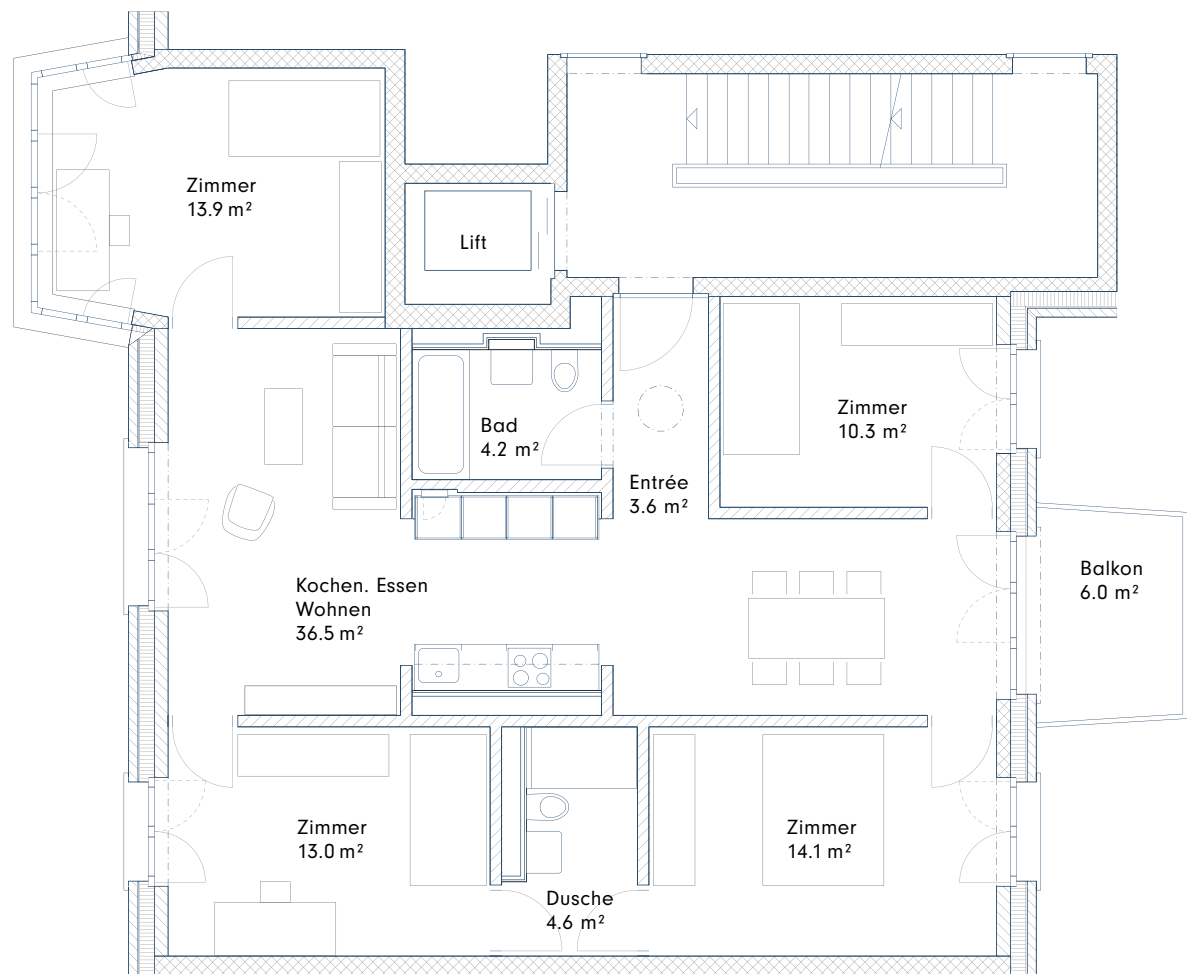 Zimmer
13.9 m²
Lift
Zimmer
10.3 m²
Bad
4.2 m²
Entrée
3.6 m²
Kochen. Essen
Wohnen
36.5 m²
Balkon
6.0 m²
Zimmer
13.0 m²
Zimmer
14.1 m²
Dusche
4.6 m²